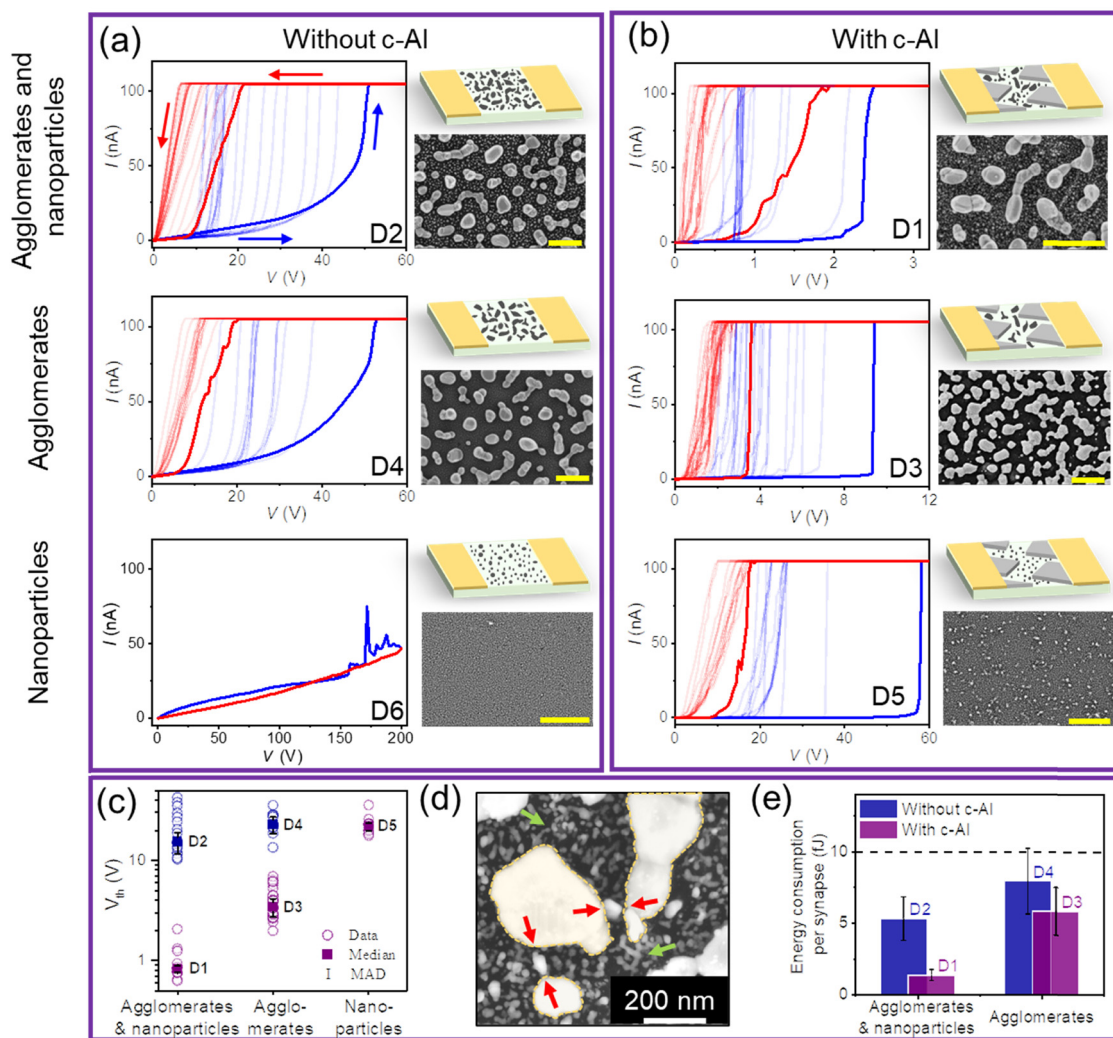 (a)
Without c-Al
(b)
With c-Al
Agglomerates and
nanoparticles
100
50
0
I (nA)
D2
0 20 40 60
V (V)
100
50
0
I (nA)
D1
0 1 2 3
V (V)
Agglomerates
100
50
0
I (nA)
D4
0 20 40 60
V (V)
100
50
0
I (nA)
D3
0 4 8 12
V (V)
Nanoparticles
100
50
0
I (nA)
D6
0 50 100 150 200
V (V)
100
50
0
I (nA)
D5
0 20 40 60
V (V)
(c)
Vth (V)
10
1
D2
D4
D5
D3
D1
Data
Median
MAD
Agglomerates
& nanoparticles
Agglo-
merates
Nano-
particles
(d)
200 nm
(e)
Without c-Al
With c-Al
Energy consumption
per synapse (fJ)
10
5
0
D2
D1
D4
D3
Agglomerates
& nanoparticles
Agglomerates